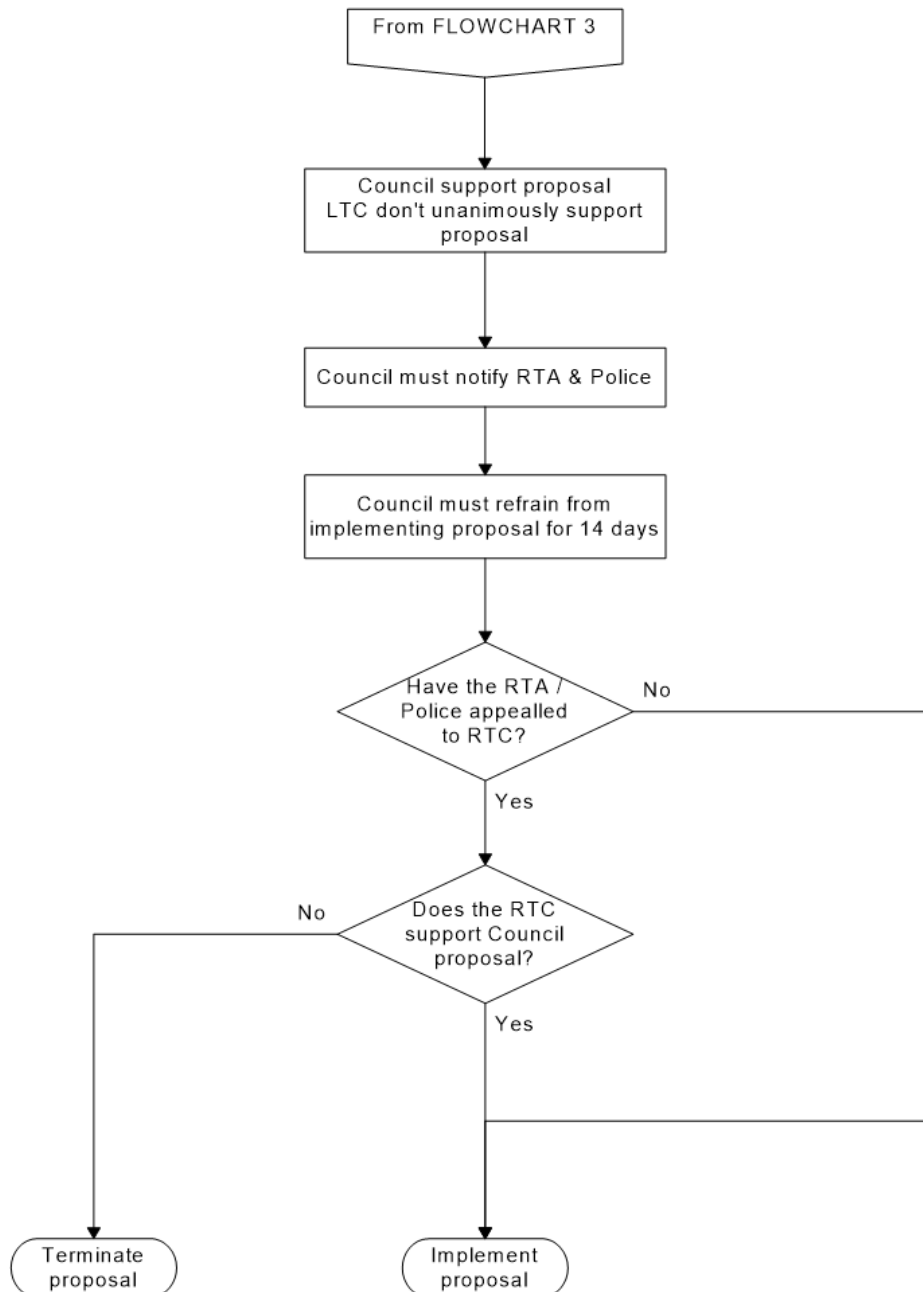 From FLOWCHART 3
Council support proposal
LTC don't unanimously support
proposal
Council must notify RTA & Police
Council must refrain from
implementing proposal for 14 days
Have the RTA /
Police appealled
to RTC?
No
Yes
Does the RTC
support Council
proposal?
No
Yes
Terminate
proposal
Implement
proposal